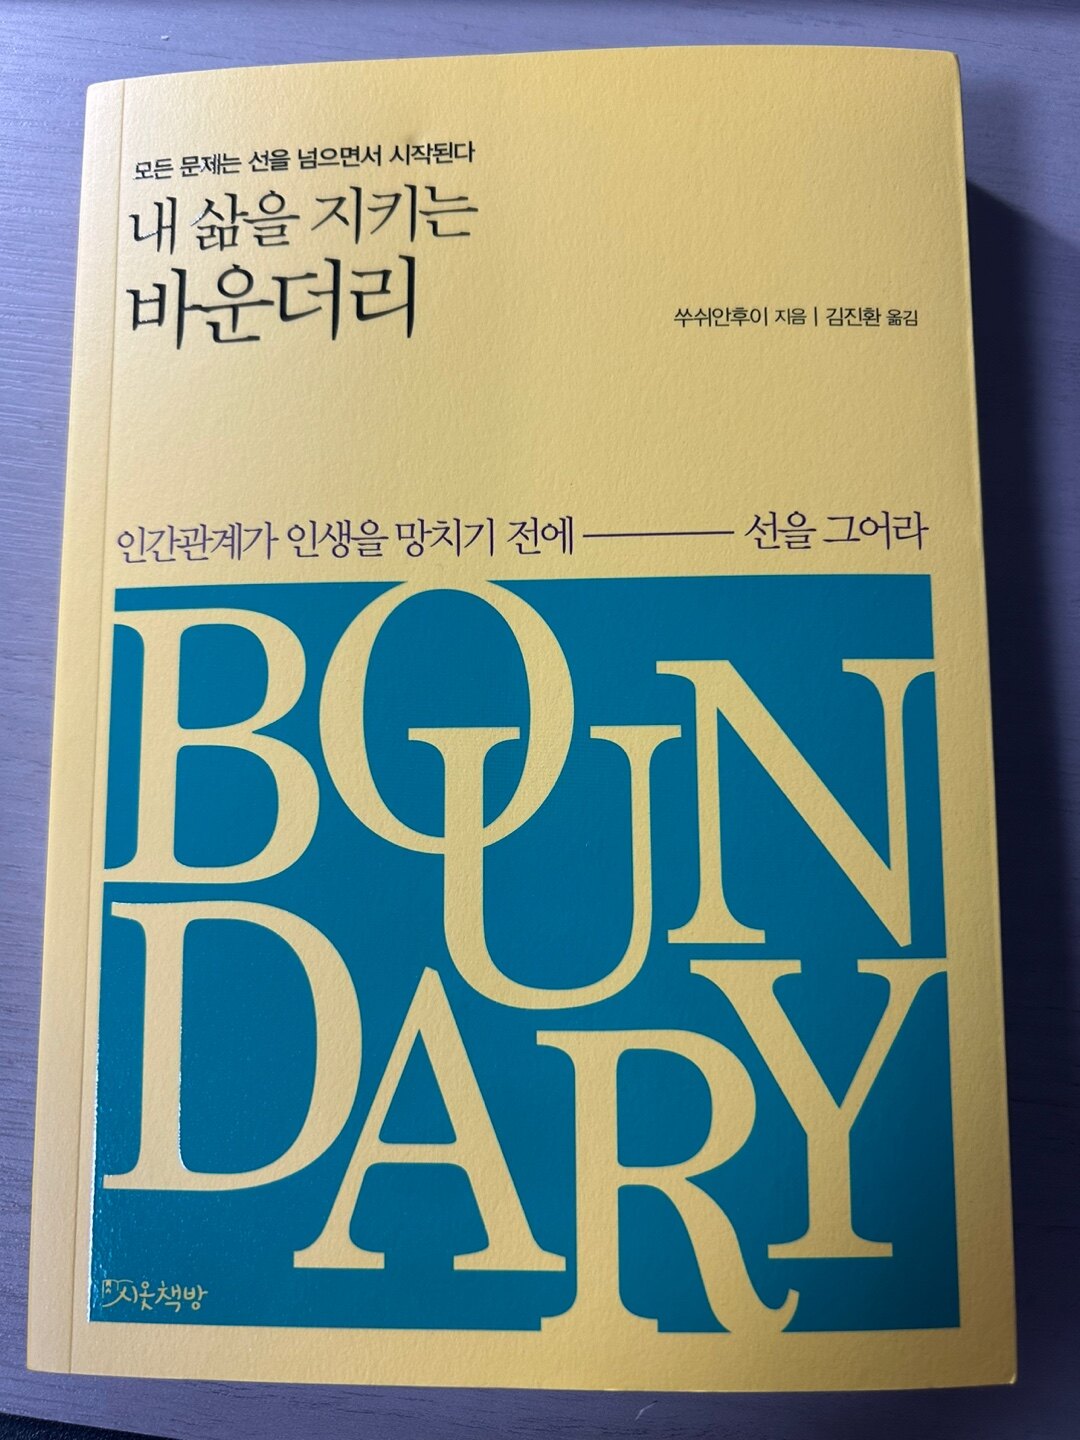 모든 문제는 선을 넘으면서 시작된다
내 삶을 지키는
바운더리
쑤쉬안후이 지음 | 김진환 옮김
인간관계가 인생을 망치기 전에 ——— 선을 그어라
BOUN
DARY
시옷책방